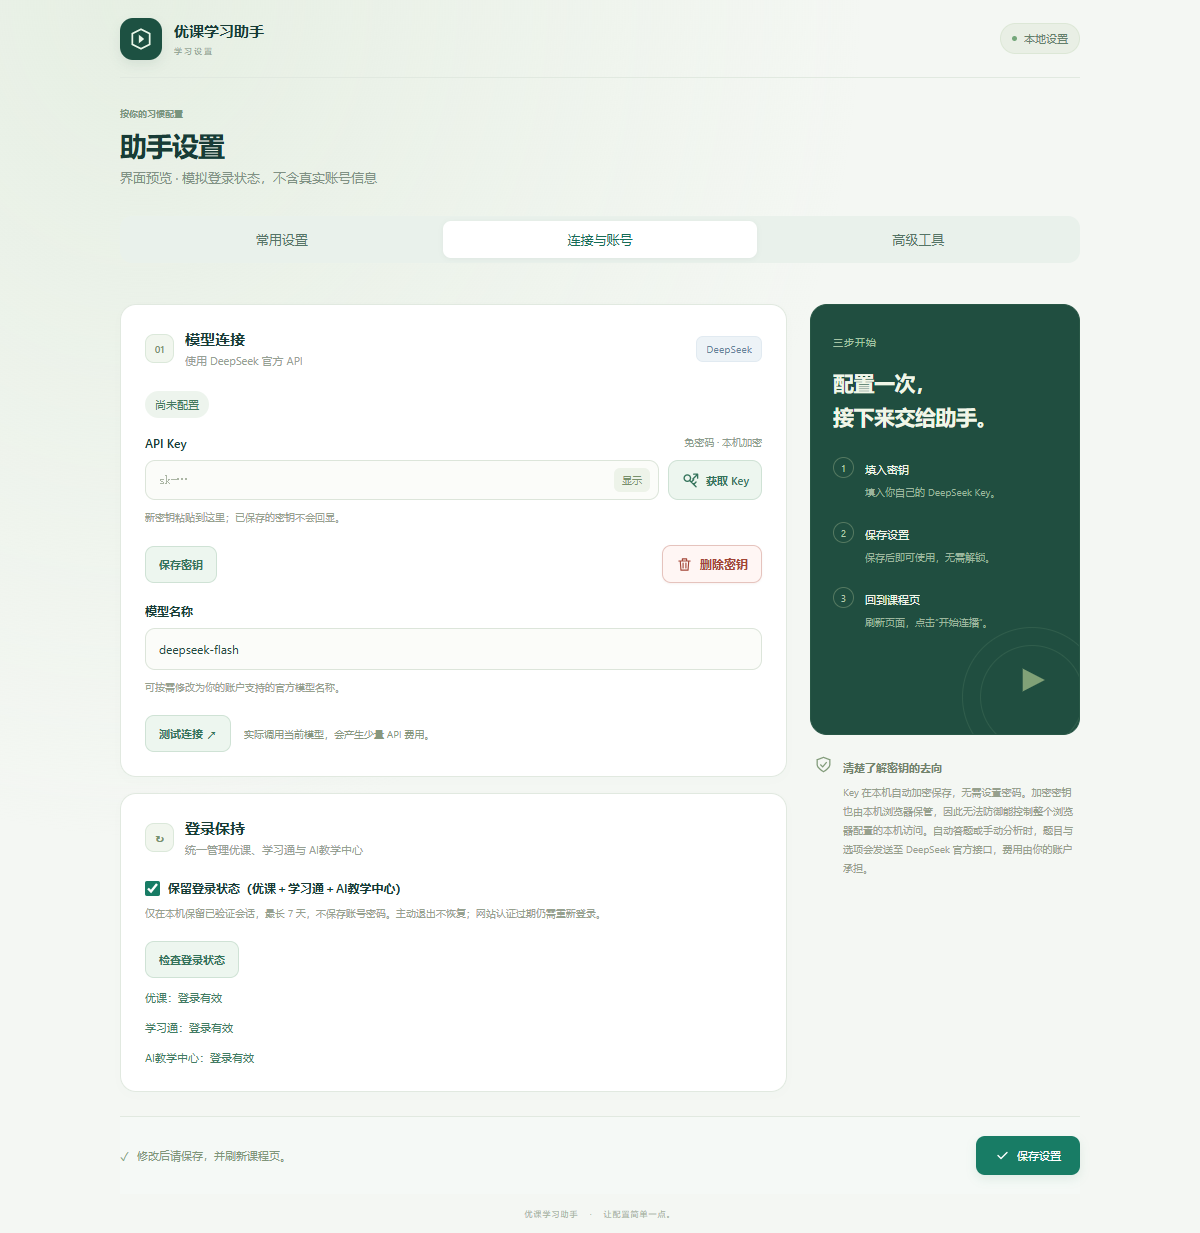 优课学习助手
学习设置
本地设置
按你的习惯配置
助手设置
界面预览 · 模拟登录状态，不含真实账号信息
常用设置
连接与账号
高级工具
01
模型连接
使用 DeepSeek 官方 API
DeepSeek
尚未配置
API Key
免密码 · 本机加密
sk-…
显示
获取 Key
新密钥粘贴到这里；已保存的密钥不会回显。
保存密钥
删除密钥
模型名称
deepseek-flash
可按需修改为你的账户支持的官方模型名称。
测试连接 ↗
实际调用当前模型，会产生少量 API 费用。
↻
登录保持
统一管理优课、学习通与 AI教学中心
保留登录状态（优课 + 学习通 + AI教学中心）
仅在本机保留已验证会话，最长 7 天，不保存账号密码。主动退出不恢复；网站认证过期仍需重新登录。
检查登录状态
优课：登录有效
学习通：登录有效
AI教学中心：登录有效
三步开始
配置一次，
接下来交给助手。
1
填入密钥
填入你自己的 DeepSeek Key。
2
保存设置
保存后即可使用，无需解锁。
3
回到课程页
刷新页面，点击“开始连播”。
清楚了解密钥的去向
Key 在本机自动加密保存，无需设置密码。加密密钥
也由本机浏览器保管，因此无法防御能控制整个浏览
器配置的本机访问。自动答题或手动分析时，题目与
选项会发送至 DeepSeek 官方接口，费用由你的账户
承担。
✓ 修改后请保存，并刷新课程页。
保存设置
优课学习助手 · 让配置简单一点。